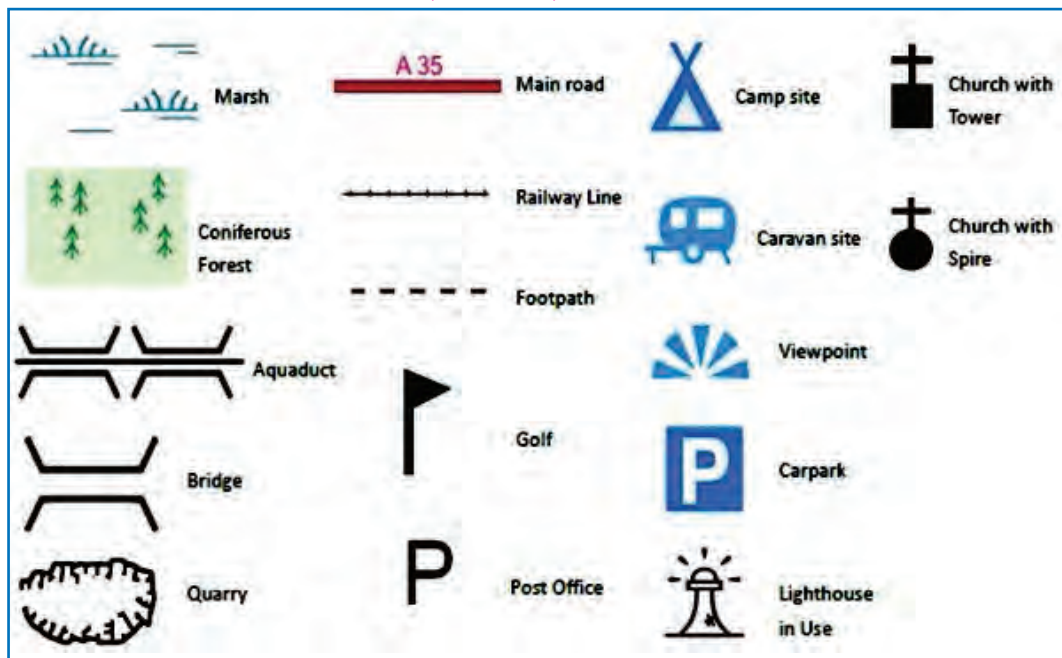 Marsh
Coniferous
Forest
Aquaduct
Bridge
Quarry
A 35
Main road
Railway Line
Footpath
Golf
P
Post Office
Camp site
Caravan site
Viewpoint
P
Carpark
Lighthouse
in Use
Church with
Tower
Church with
Spire